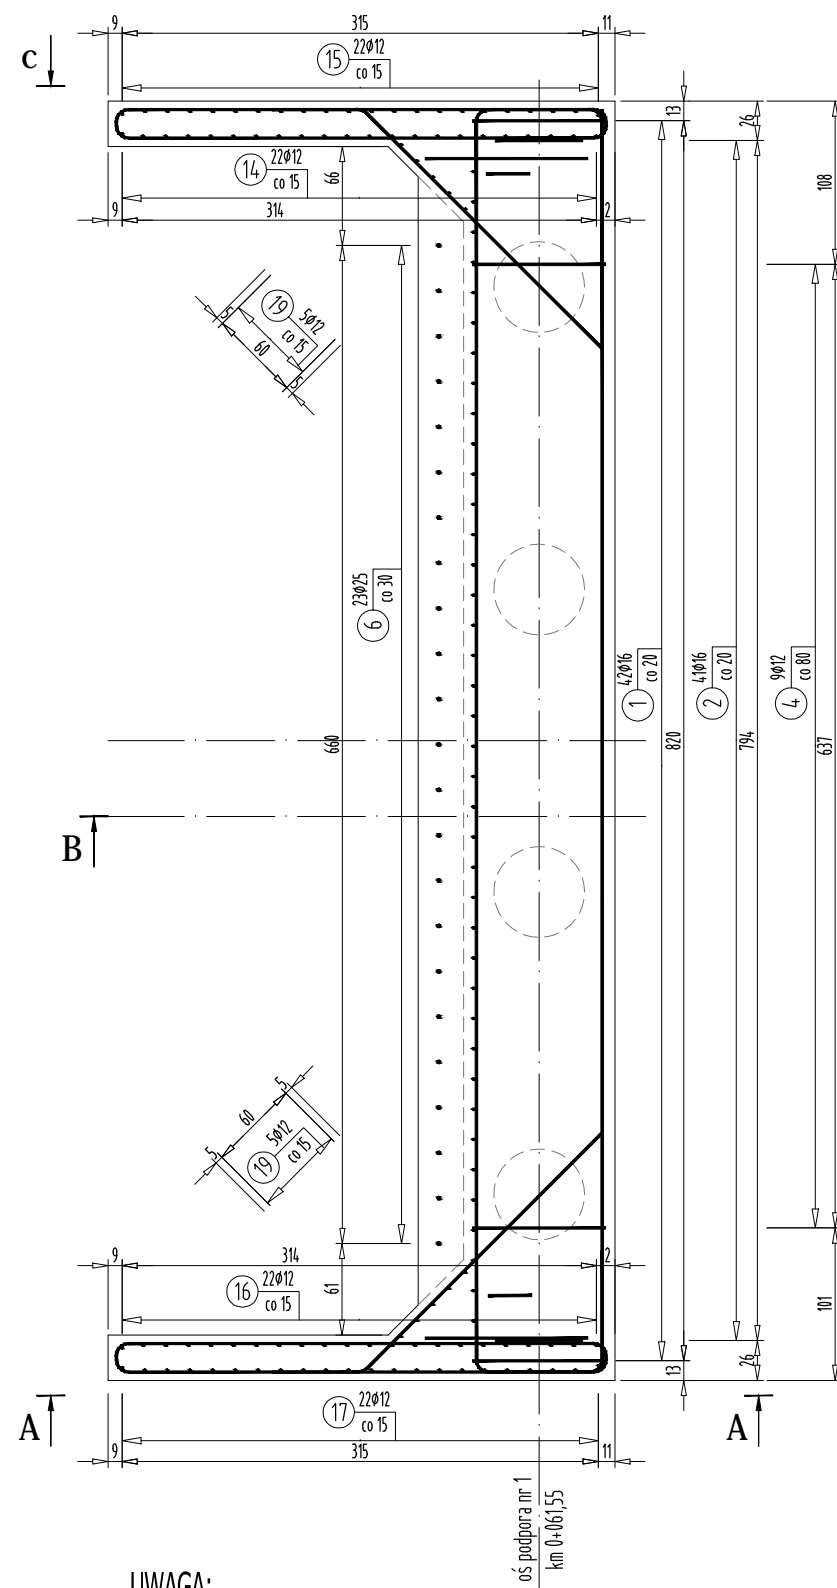 9 315 11
c
15 22ø12
co 15
13
26
14 22ø12
co 15
66
108
9 314 2
5
19 5ø12
co 15
60
5
6 23ø25
co 30
1 42ø16
co 20
2 41ø16
co 20
4 9ø12
co 80
660
820
794
637
B
5
60
5
19 5ø12
co 15
9 314 2
16 22ø12
co 15
61
101
26
13
A
17 22ø12
co 15
A
9 315 11
oś podpora nr 1
km 0+061,55
UWAGA: